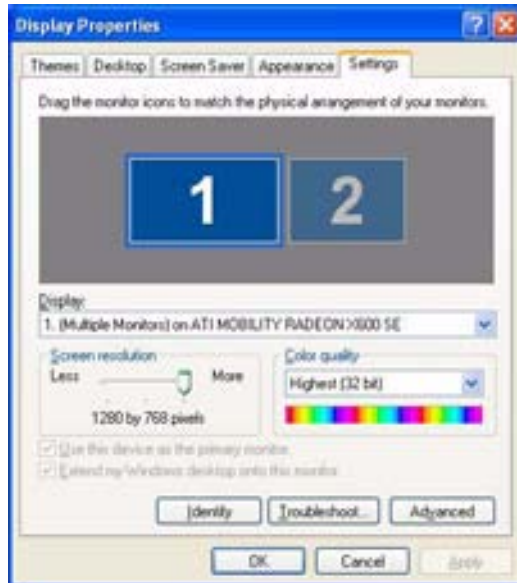 Display Properties
Themes Desktop Screen Saver Appearance Settings
Drag the monitor icons to match the physical arrangement of your monitors.
1 2
Display:
1. (Multiple Monitors) on ATI MOBILITY RADEON X600 SE
Screen resolution
Less More
1280 by 768 pixels
Color quality
Highest (32 bit)
Use this device as the primary monitor.
Extend my Windows desktop onto this monitor.
Identify Troubleshoot... Advanced
OK Cancel Apply